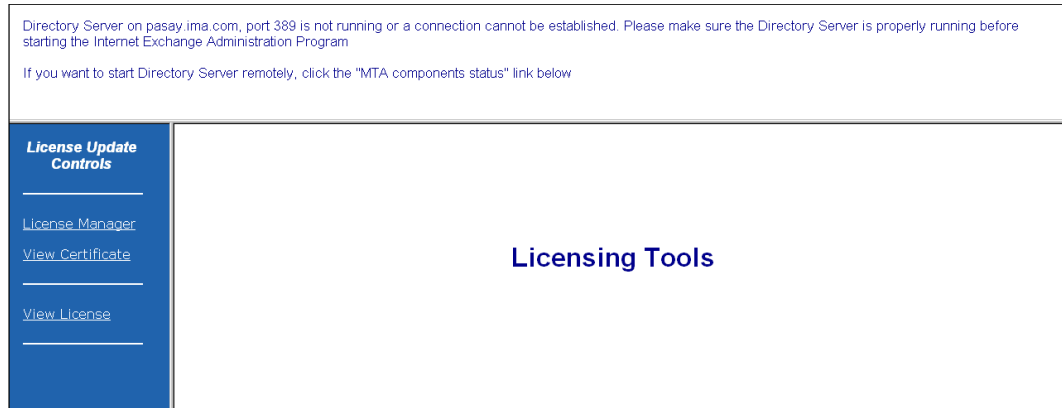 Directory Server on pasay.ima.com, port 389 is not running or a connection cannot be established. Please make sure the Directory Server is properly running before
starting the Internet Exchange Administration Program
If you want to start Directory Server remotely, click the "MTA components status" link below
License Update
Controls
License Manager
View Certificate
View License
Licensing Tools